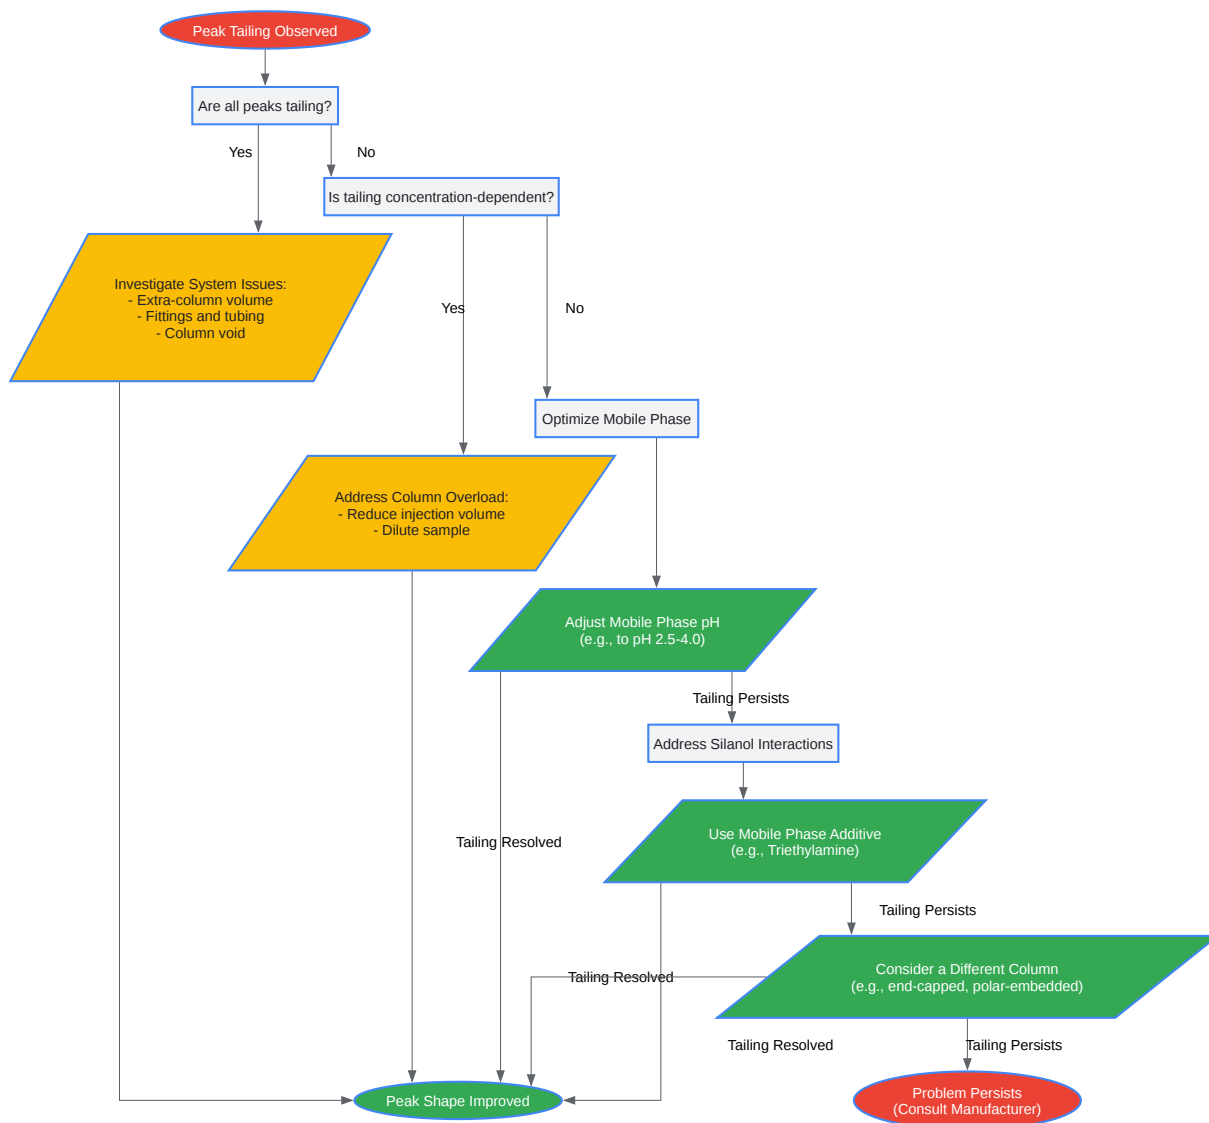 Peak Tailing Observed
Are all peaks tailing?
Yes
No
Is tailing concentration-dependent?
Investigate System Issues:
- Extra-column volume
- Fittings and tubing
- Column void
Yes
No
Optimize Mobile Phase
Address Column Overload:
- Reduce injection volume
- Dilute sample
Adjust Mobile Phase pH
(e.g., to pH 2.5-4.0)
Tailing Persists
Address Silanol Interactions
Tailing Resolved
Use Mobile Phase Additive
(e.g., Triethylamine)
Tailing Persists
Tailing Resolved
Consider a Different Column
(e.g., end-capped, polar-embedded)
Tailing Resolved
Tailing Persists
Peak Shape Improved
Problem Persists
(Consult Manufacturer)